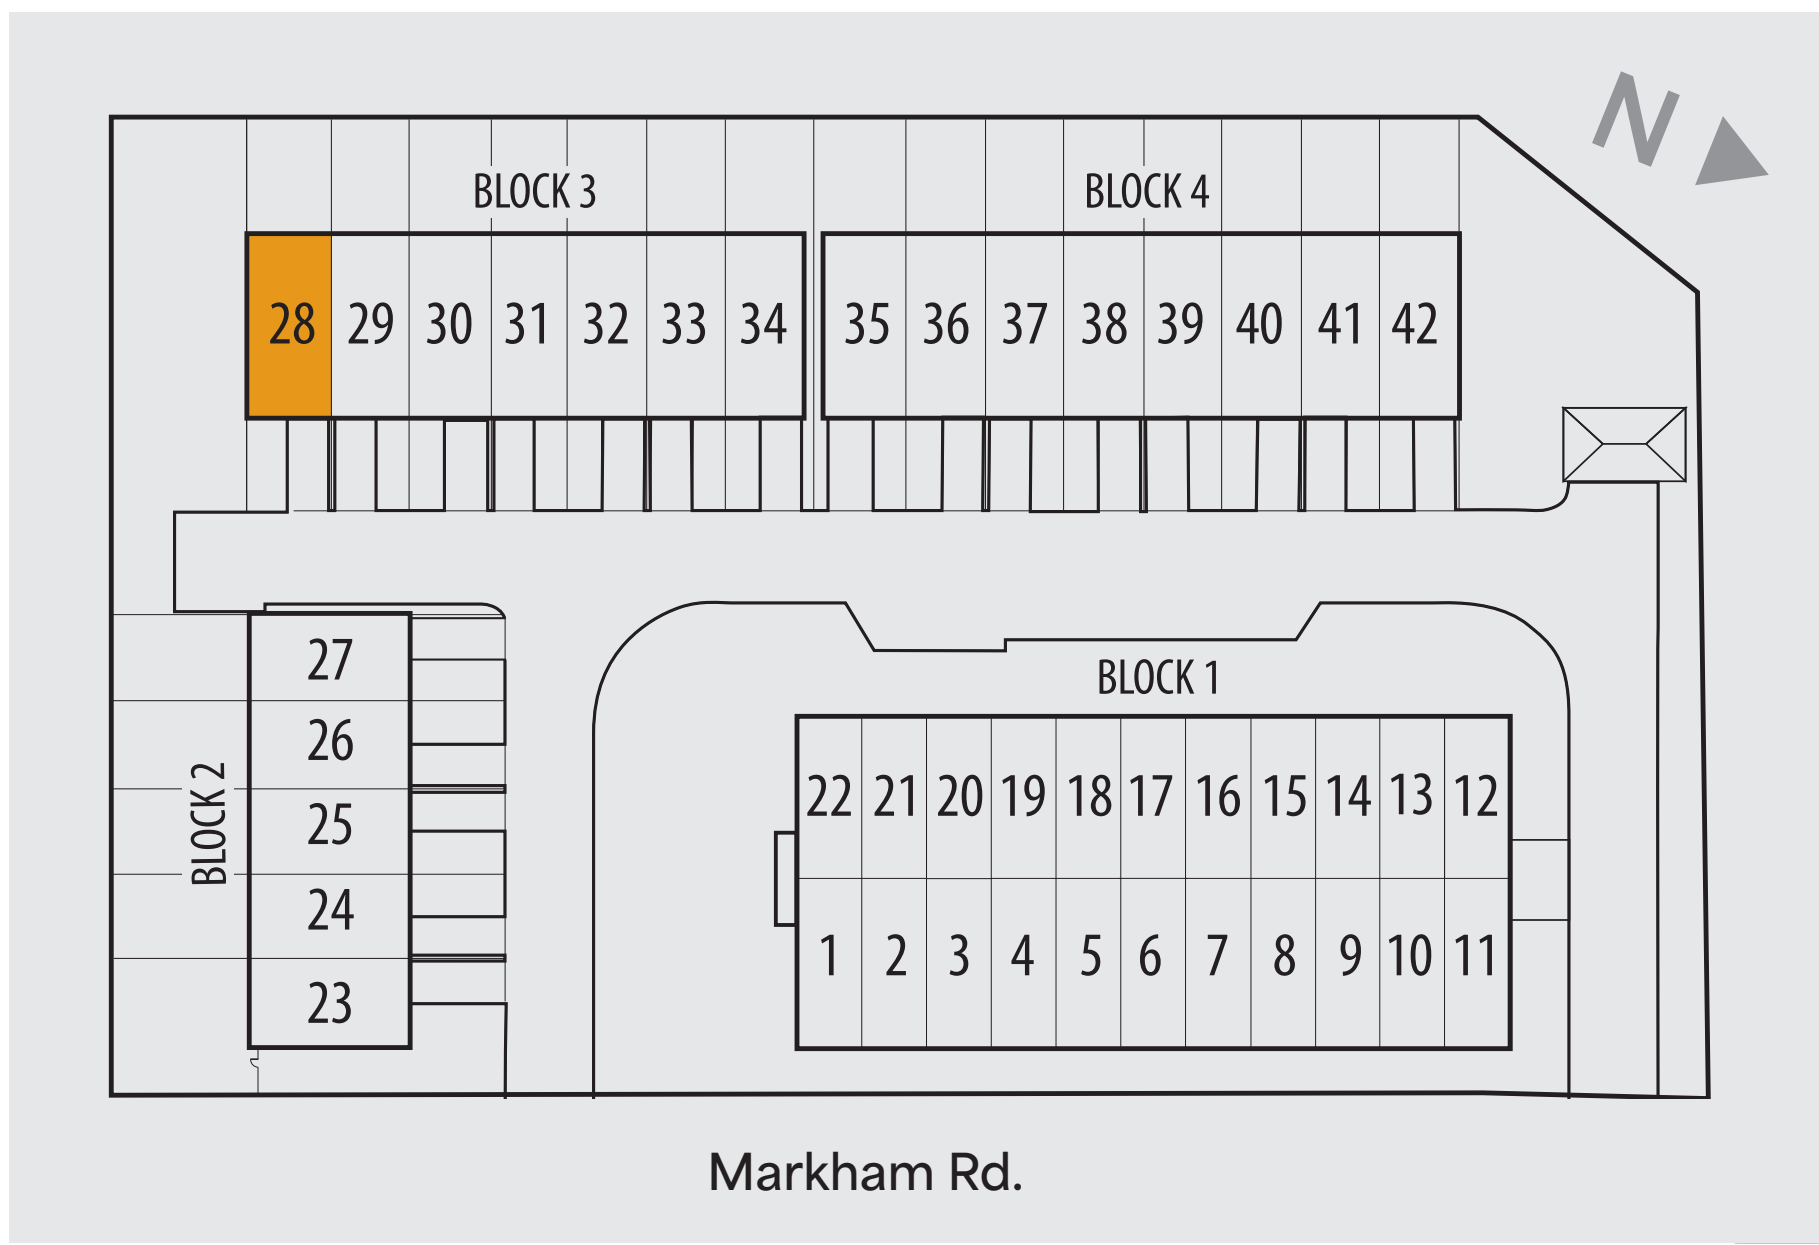 N
BLOCK 3
BLOCK 4
28 29 30 31 32 33 34 35 36 37 38 39 40 41 42
27
26
25
24
23
BLOCK 2
BLOCK 1
22 21 20 19 18 17 16 15 14 13 12
1 2 3 4 5 6 7 8 9 10 11
Markham Rd.